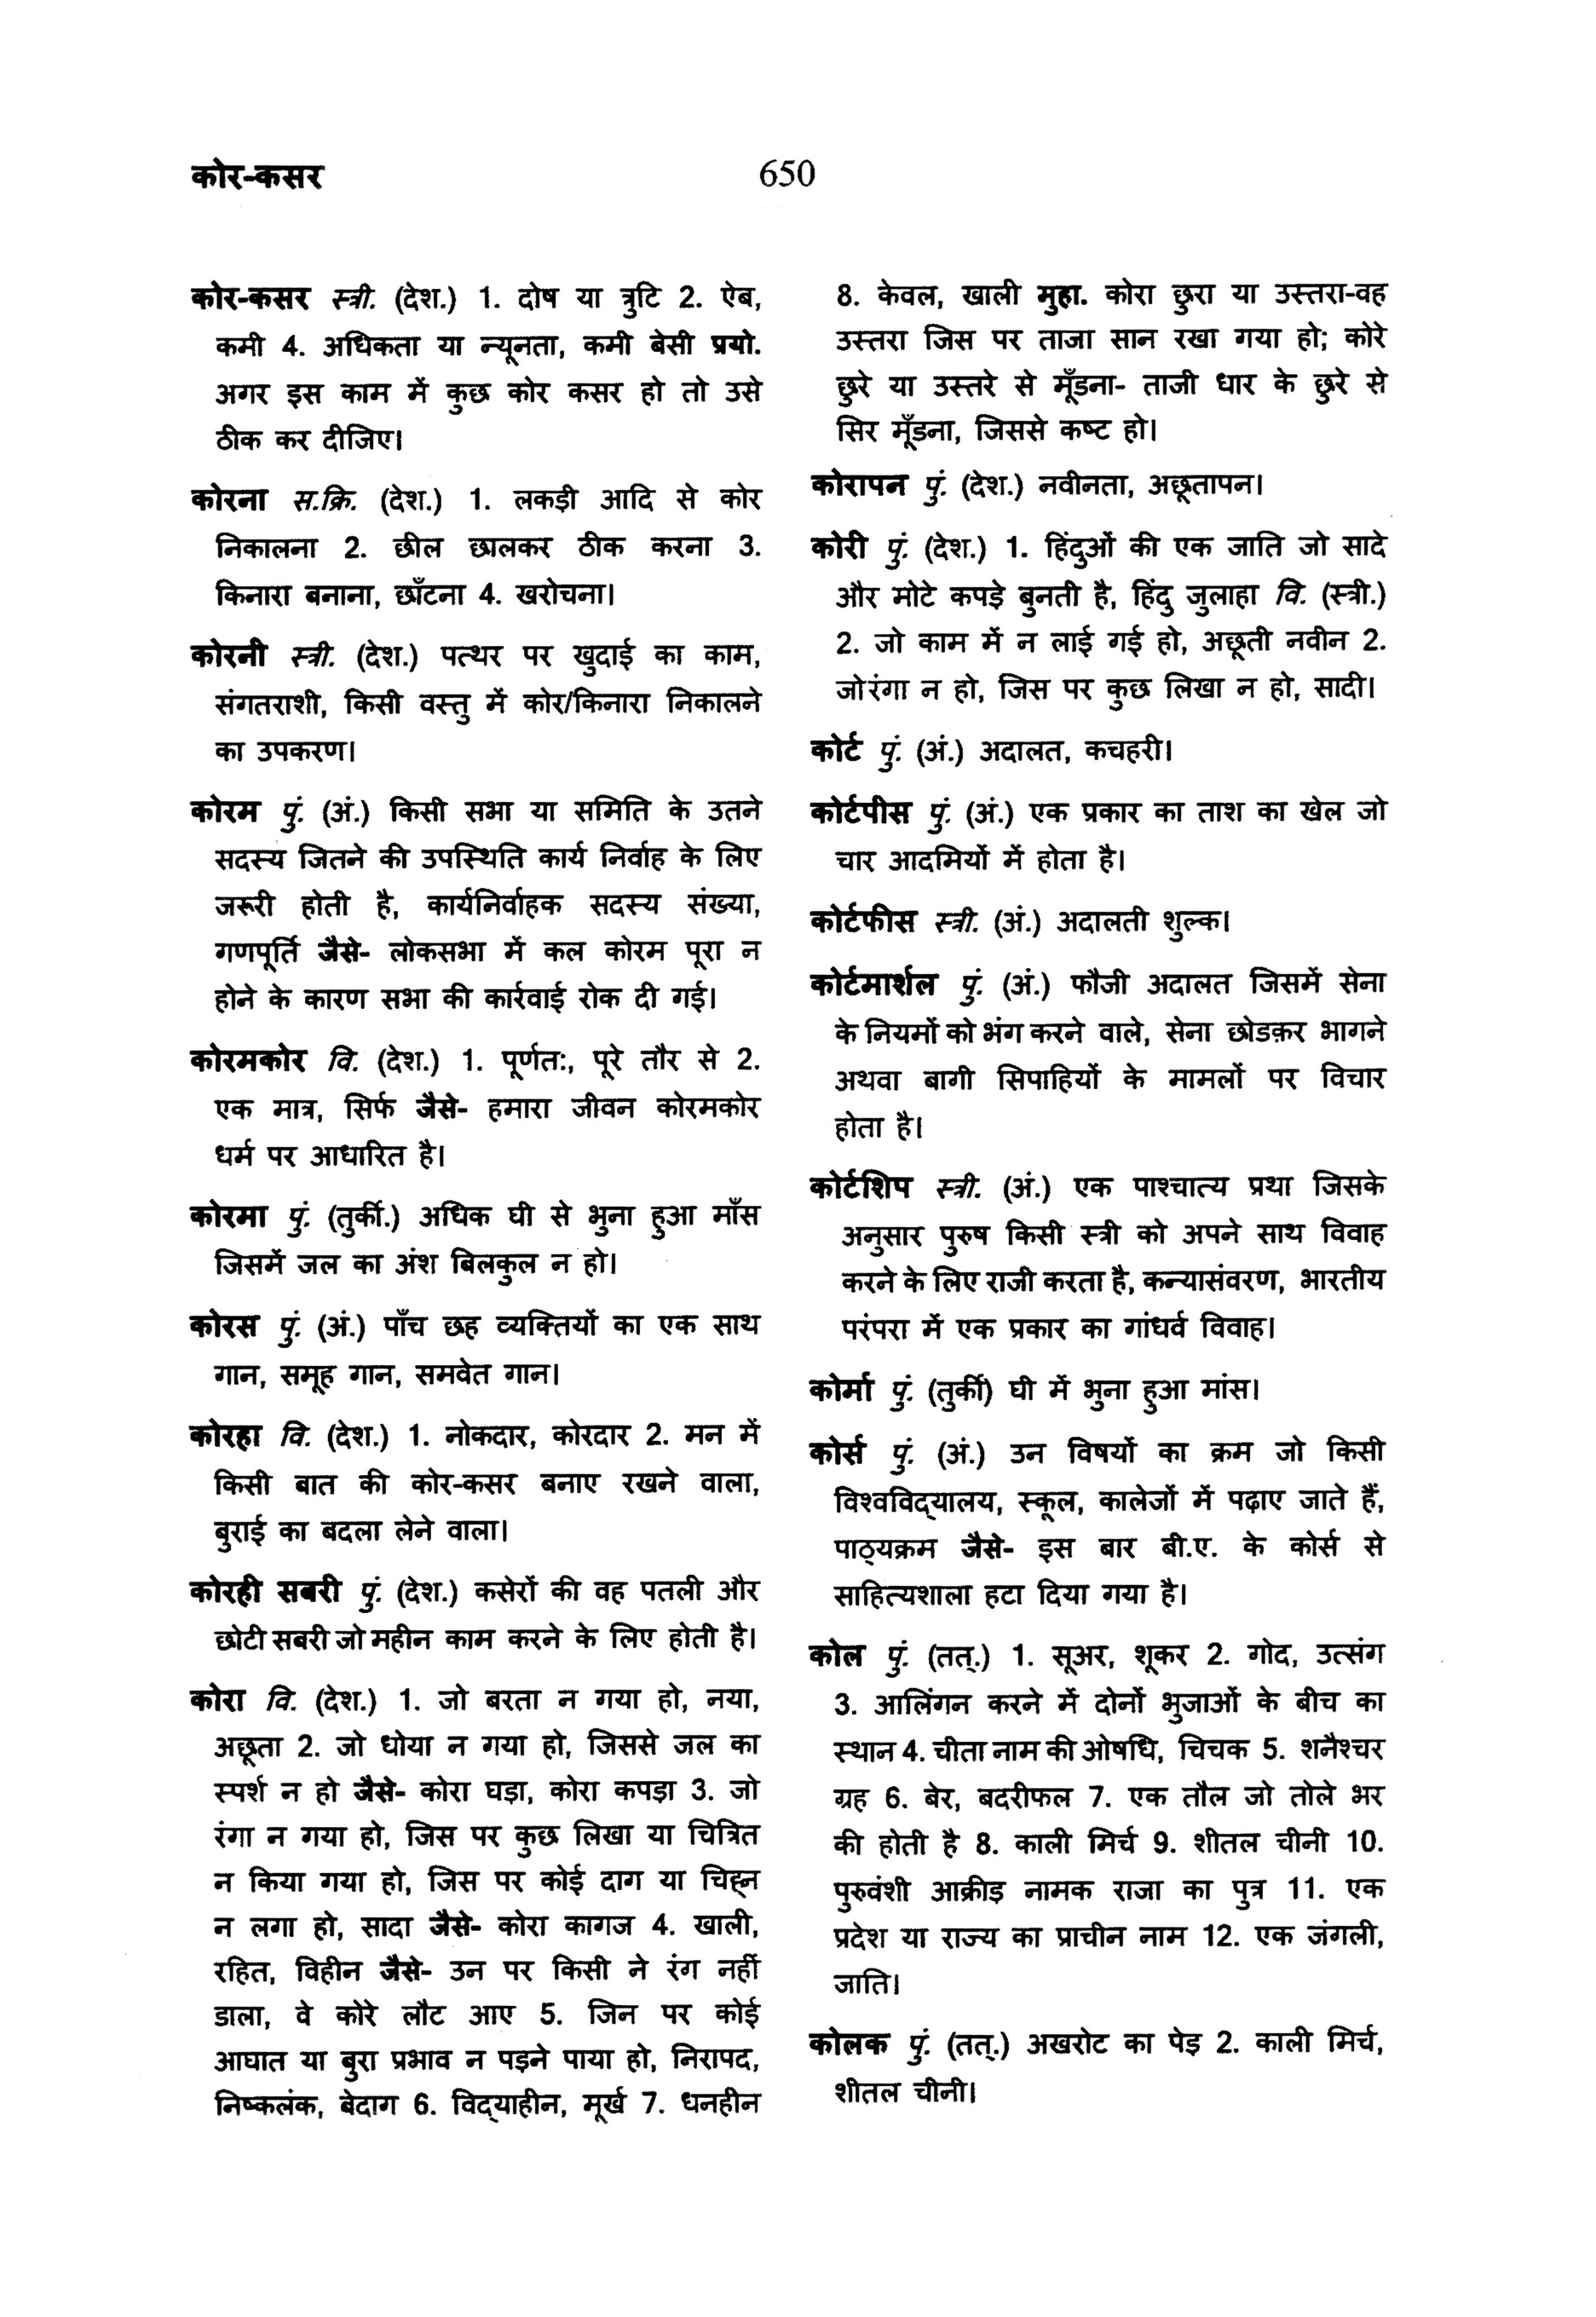 कोर-कसर
650
कोर-कसर स्त्री. (देश.) 1. दोष या त्रुटि 2. ऐब,
कमी 4. अधिकता या न्यूनता, कमी बेसी प्रयो.
अगर इस काम में कुछ कोर कसर हो तो उसे
ठीक कर दीजिए।
कोरना स.क्रि. (देश.) 1. लकड़ी आदि से कोर
निकालना 2. छील छालकर ठीक करना 3.
किनारा बनाना, छाँटना 4. खरोचना।
कोरनी स्त्री. (देश.) पत्थर पर खुदाई का काम,
संगतराशी, किसी वस्तु में कोर/किनारा निकालने
का उपकरण।
कोरम पुं. (अं.) किसी सभा या समिति के उतने
सदस्य जितने की उपस्थिति कार्य निर्वाह के लिए
जरूरी होती है, कार्यनिर्वाहक सदस्य संख्या,
गणपूर्ति जैसे- लोकसभा में कल कोरम पूरा न
होने के कारण सभा की कार्रवाई रोक दी गई।
कोरमकोर वि. (देश.) 1. पूर्णत:, पूरे तौर से 2.
एक मात्र, सिर्फ जैसे- हमारा जीवन कोरमकोर
धर्म पर आधारित है।
कोरमा पुं. (तुर्की.) अधिक घी से भुना हुआ माँस
जिसमें जल का अंश बिलकुल न हो।
कोरस पुं. (अं.) पाँच छह व्यक्तियों का एक साथ
गान, समूह गान, समवेत गान।
कोरहा वि. (देश.) 1. नोकदार, कोरदार 2. मन में
किसी बात की कोर-कसर बनाए रखने वाला,
बुराई का बदला लेने वाला।
कोरही सबरी पुं. (देश.) कसेरों की वह पतली और
छोटी सबरी जो महीन काम करने के लिए होती है।
कोरा वि. (देश.) 1. जो बरता न गया हो, नया,
अछूता 2. जो धोया न गया हो, जिससे जल का
स्पर्श न हो जैसे- कोरा घड़ा, कोरा कपड़ा 3. जो
रंगा न गया हो, जिस पर कुछ लिखा या चित्रित
न किया गया हो, जिस पर कोई दाग या चिह्न
न लगा हो, सादा जैसे- कोरा कागज 4. खाली,
रहित, विहीन जैसे- उन पर किसी ने रंग नहीं
डाला, वे कोरे लौट आए 5. जिन पर कोई
आघात या बुरा प्रभाव न पड़ने पाया हो, निरापद,
निष्कलंक, बेदाग 6. विद्याहीन, मूर्ख 7. धनहीन
8. केवल, खाली मुहा. कोरा छुरा या उस्तरा-वह
उस्तरा जिस पर ताजा सान रखा गया हो; कोरे
छुरे या उस्तरे से मूँडना- ताजी धार के छुरे से
सिर मूँडना, जिससे कष्ट हो।
कोरापन पुं. (देश.) नवीनता, अछूतापन।
कोरी पुं. (देश.) 1. हिंदुओं की एक जाति जो सादे
और मोटे कपड़े बुनती है, हिंदु जुलाहा वि. (स्त्री.)
2. जो काम में न लाई गई हो, अछूती नवीन 2.
जो रंगा न हो, जिस पर कुछ लिखा न हो, सादी।
कोर्ट पुं. (अं.) अदालत, कचहरी।
कोर्टपीस पुं. (अं.) एक प्रकार का ताश का खेल जो
चार आदमियों में होता है।
कोर्टफीस स्त्री. (अं.) अदालती शुल्क।
कोर्टमार्शल पुं. (अं.) फौजी अदालत जिसमें सेना
के नियमों को भंग करने वाले, सेना छोडक़र भागने
अथवा बागी सिपाहियों के मामलों पर विचार
होता है।
कोर्टशिप स्त्री. (अं.) एक पाश्चात्य प्रथा जिसके
अनुसार पुरुष किसी स्त्री को अपने साथ विवाह
करने के लिए राजी करता है, कन्यासंवरण, भारतीय
परंपरा में एक प्रकार का गांधर्व विवाह।
कोर्मा पुं. (तुर्की) घी में भुना हुआ मांस।
कोर्स पुं. (अं.) उन विषयों का क्रम जो किसी
विश्वविद्यालय, स्कूल, कालेजों में पढ़ाए जाते हैं,
पाठ्यक्रम जैसे- इस बार बी.ए. के कोर्स से
साहित्यशाला हटा दिया गया है।
कोल पुं. (तत्.) 1. सूअर, शूकर 2. गोद, उत्संग
3. आलिंगन करने में दोनों भुजाओं के बीच का
स्थान 4. चीता नाम की ओषधि, चिचक 5. शनैश्चर
ग्रह 6. बेर, बदरीफल 7. एक तौल जो तोले भर
की होती है 8. काली मिर्च 9. शीतल चीनी 10.
पुरुवंशी आक्रीड़ नामक राजा का पुत्र 11. एक
प्रदेश या राज्य का प्राचीन नाम 12. एक जंगली,
जाति।
कोलक पुं. (तत्.) अखरोट का पेड़ 2. काली मिर्च,
शीतल चीनी।